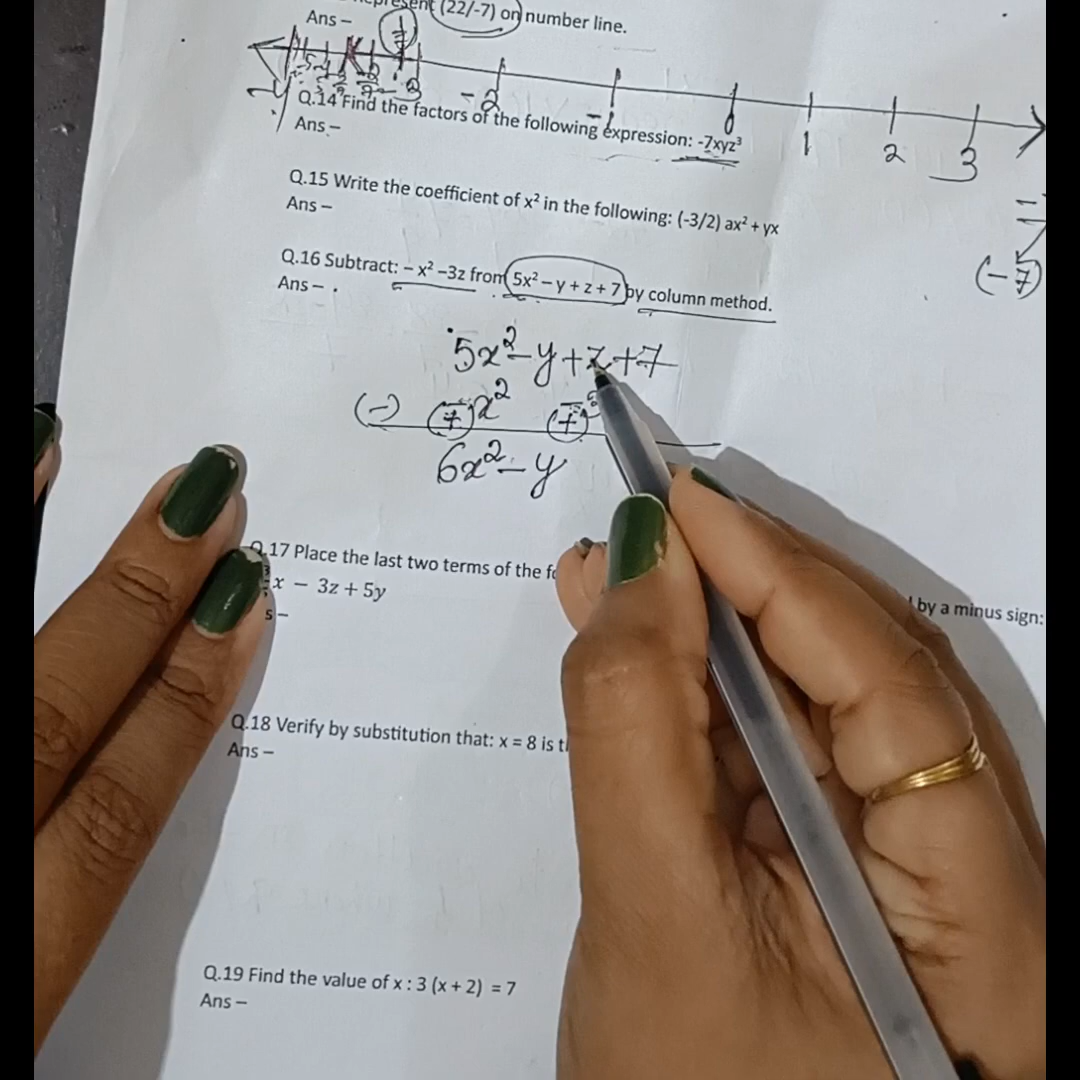 (22/-7) on number line.
Ans –
-2 -1 0 1 2 3
Q.14 Find the factors of the following expression: -7xyz³
Ans –
Q.15 Write the coefficient of x² in the following: (-3/2) ax² + yx
Ans –
(-7)
Q.16 Subtract: – x² –3z from 5x² – y + z + 7 by column method.
Ans –
5x² - y + z + 7
(-) x²
6x² - y
Q.17 Place the last two terms of the by a minus sign:
x – 3z + 5y
Q.18 Verify by substitution that: x = 8 is
Ans –
Q.19 Find the value of x : 3 (x + 2) = 7
Ans –